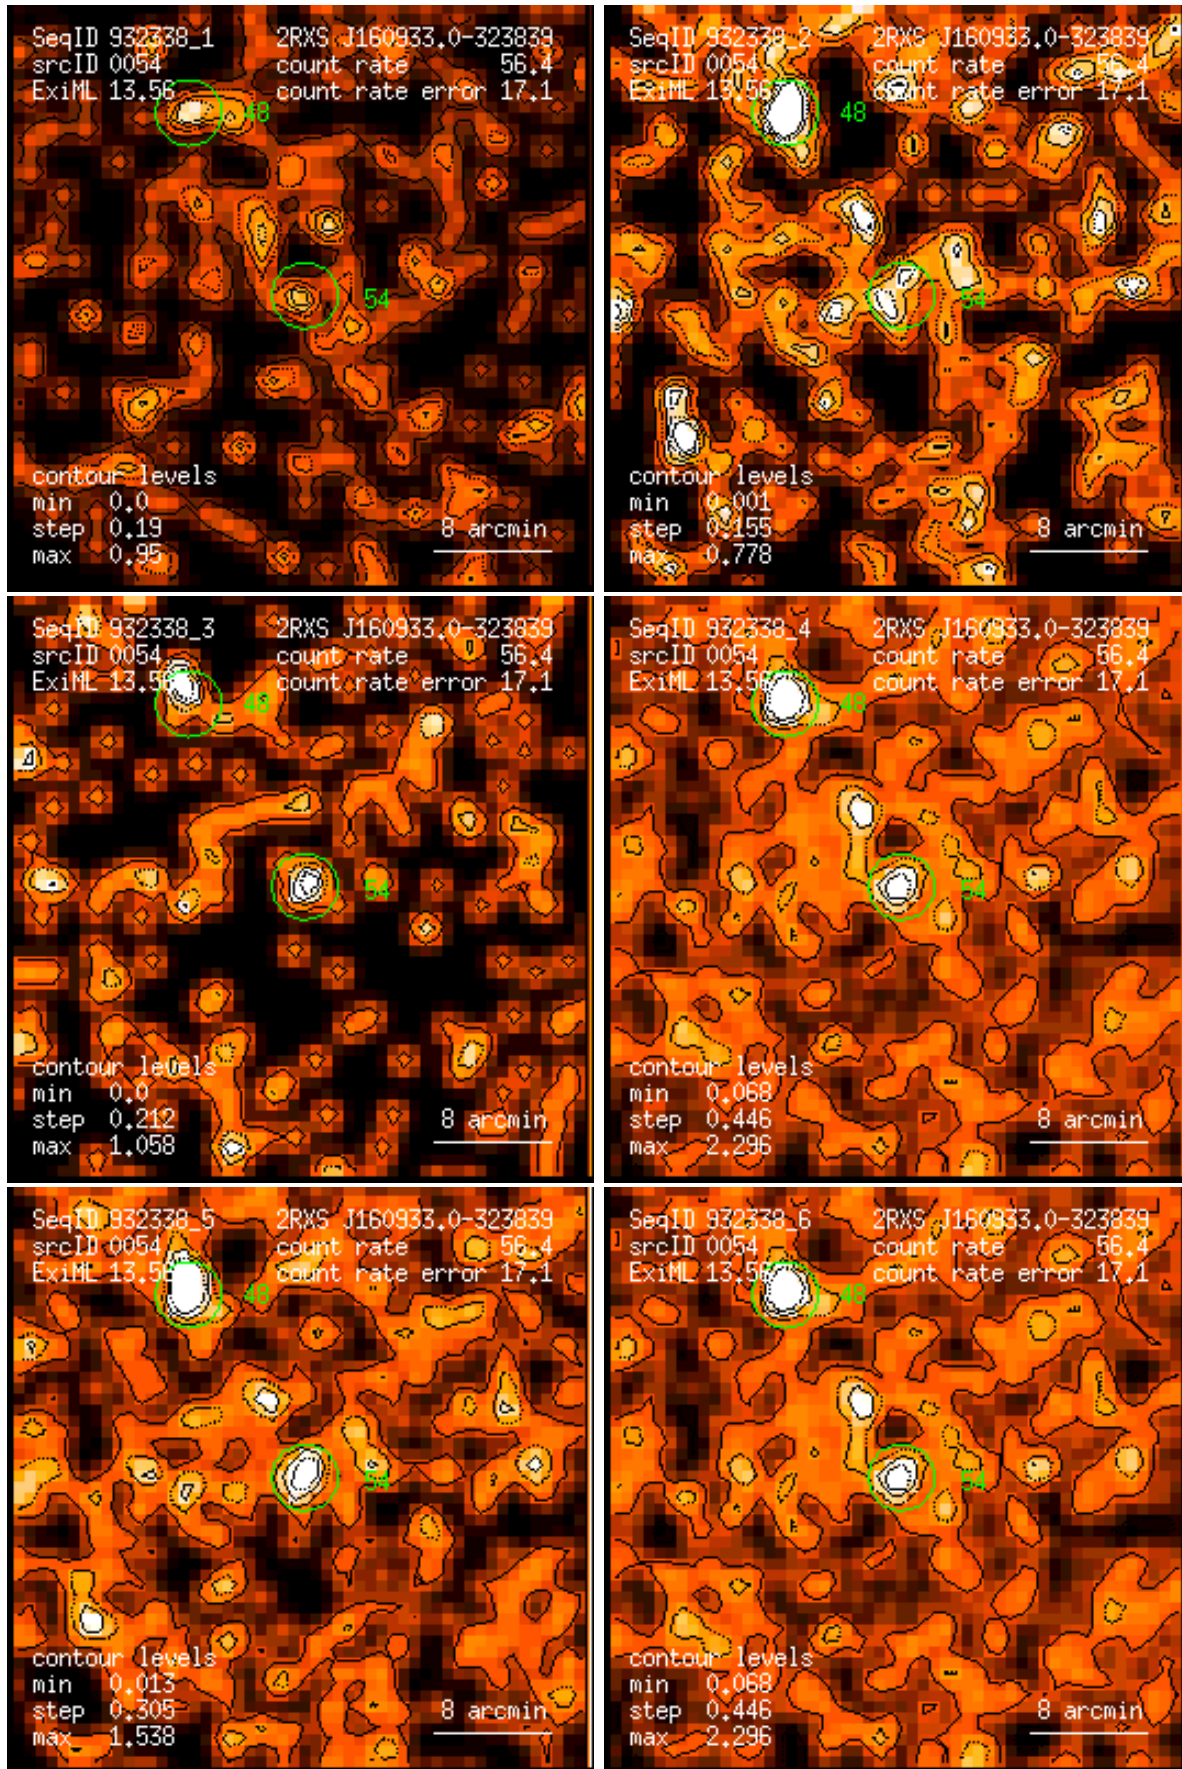 SeqID 932338_1 2RXS J160933.0-323839
srcID 0054 count rate 56.4
ExiML 13.56 count rate error 17.1
48
54
contour levels
min 0.0
step 0.19
max 0.95
8 arcmin
SeqID 932338_2 2RXS J160933.0-323839
srcID 0054 count rate 56.4
ExiML 13.56 count rate error 17.1
48
54
contour levels
min 0.001
step 0.155
max 0.778
8 arcmin
SeqID 932338_3 2RXS J160933.0-323839
srcID 0054 count rate 56.4
ExiML 13.56 count rate error 17.1
48
54
contour levels
min 0.0
step 0.212
max 1.058
8 arcmin
SeqID 932338_4 2RXS J160933.0-323839
srcID 0054 count rate 56.4
ExiML 13.56 count rate error 17.1
48
54
contour levels
min 0.068
step 0.446
max 2.296
8 arcmin
SeqID 932338_5 2RXS J160933.0-323839
srcID 0054 count rate 56.4
ExiML 13.56 count rate error 17.1
48
54
contour levels
min 0.013
step 0.305
max 1.538
8 arcmin
SeqID 932338_6 2RXS J160933.0-323839
srcID 0054 count rate 56.4
ExiML 13.56 count rate error 17.1
48
54
contour levels
min 0.068
step 0.446
max 2.296
8 arcmin